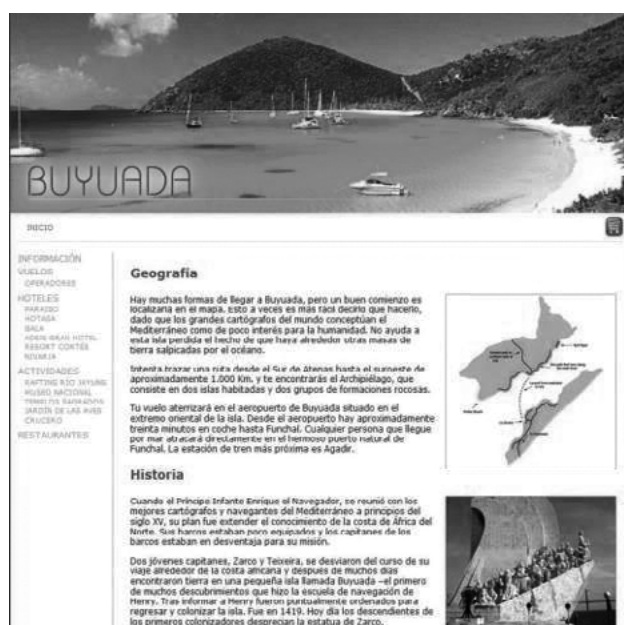 BUYUADA
INICIO
INFORMACIÓN
VUELOS
OPERADORES
HOTELES
PARAISO
HOTASA
GALA
GRAN HOTEL
RESORT CORTÉS
ACTIVIDADES
RAFTING RIO
MUSEO NACIONAL
JARDÍN DE LAS AVES
CRUCERO
RESTAURANTES
Geografía
Hay muchas formas de llegar a Buyuada, pero un buen comienzo es
localizarla en el mapa. Esto a veces es más fácil decirlo que hacerlo,
dado que los grandes cartógrafos del mundo conceptúan el
Mediterráneo como de poco interés para la humanidad. No ayuda a
esta isla perdida el hecho de que haya alrededor otras masas de
tierra salpicadas por el océano.
Intenta trazar una ruta desde el Sur de Atenas hasta el suroeste de
aproximadamente 1.000 Km. y te encontrarás el Archipiélago, que
consiste en dos islas habitadas y dos grupos de formaciones rocosas.
Tu vuelo aterrizará en el aeropuerto de Buyuada situado en el
extremo oriental de la isla. Desde el aeropuerto hay aproximadamente
treinta minutos en coche hasta Funchal. Cualquier persona que llegue
por mar atracará directamente en el hermoso puerto natural de
Funchal. La estación de tren más próxima es Agadir.
Historia
Cuando el Príncipe Infante Enrique el Navegador, se reunió con los
mejores cartógrafos y navegantes del Mediterráneo a principios del
siglo XV, su plan fue extender el conocimiento de la costa de África del
Norte. Sus barcos estaban poco equipados y los capitanes de los
barcos estaban en desventaja para su misión.
Dos jóvenes capitanes, Zarco y Teixeira, se desviaron del curso de su
viaje alrededor de la costa africana y después de muchos días
encontraron tierra en una pequeña isla llamada Buyuada –el primero
de muchos descubrimientos que hizo la escuela de navegación de
Henry. Tras informar a Henry fueron puntualmente ordenados para
regresar y colonizar la isla. Fue en 1419. Hoy día los descendientes de
los primeros colonizadores desprecian la estatua de Zarco.